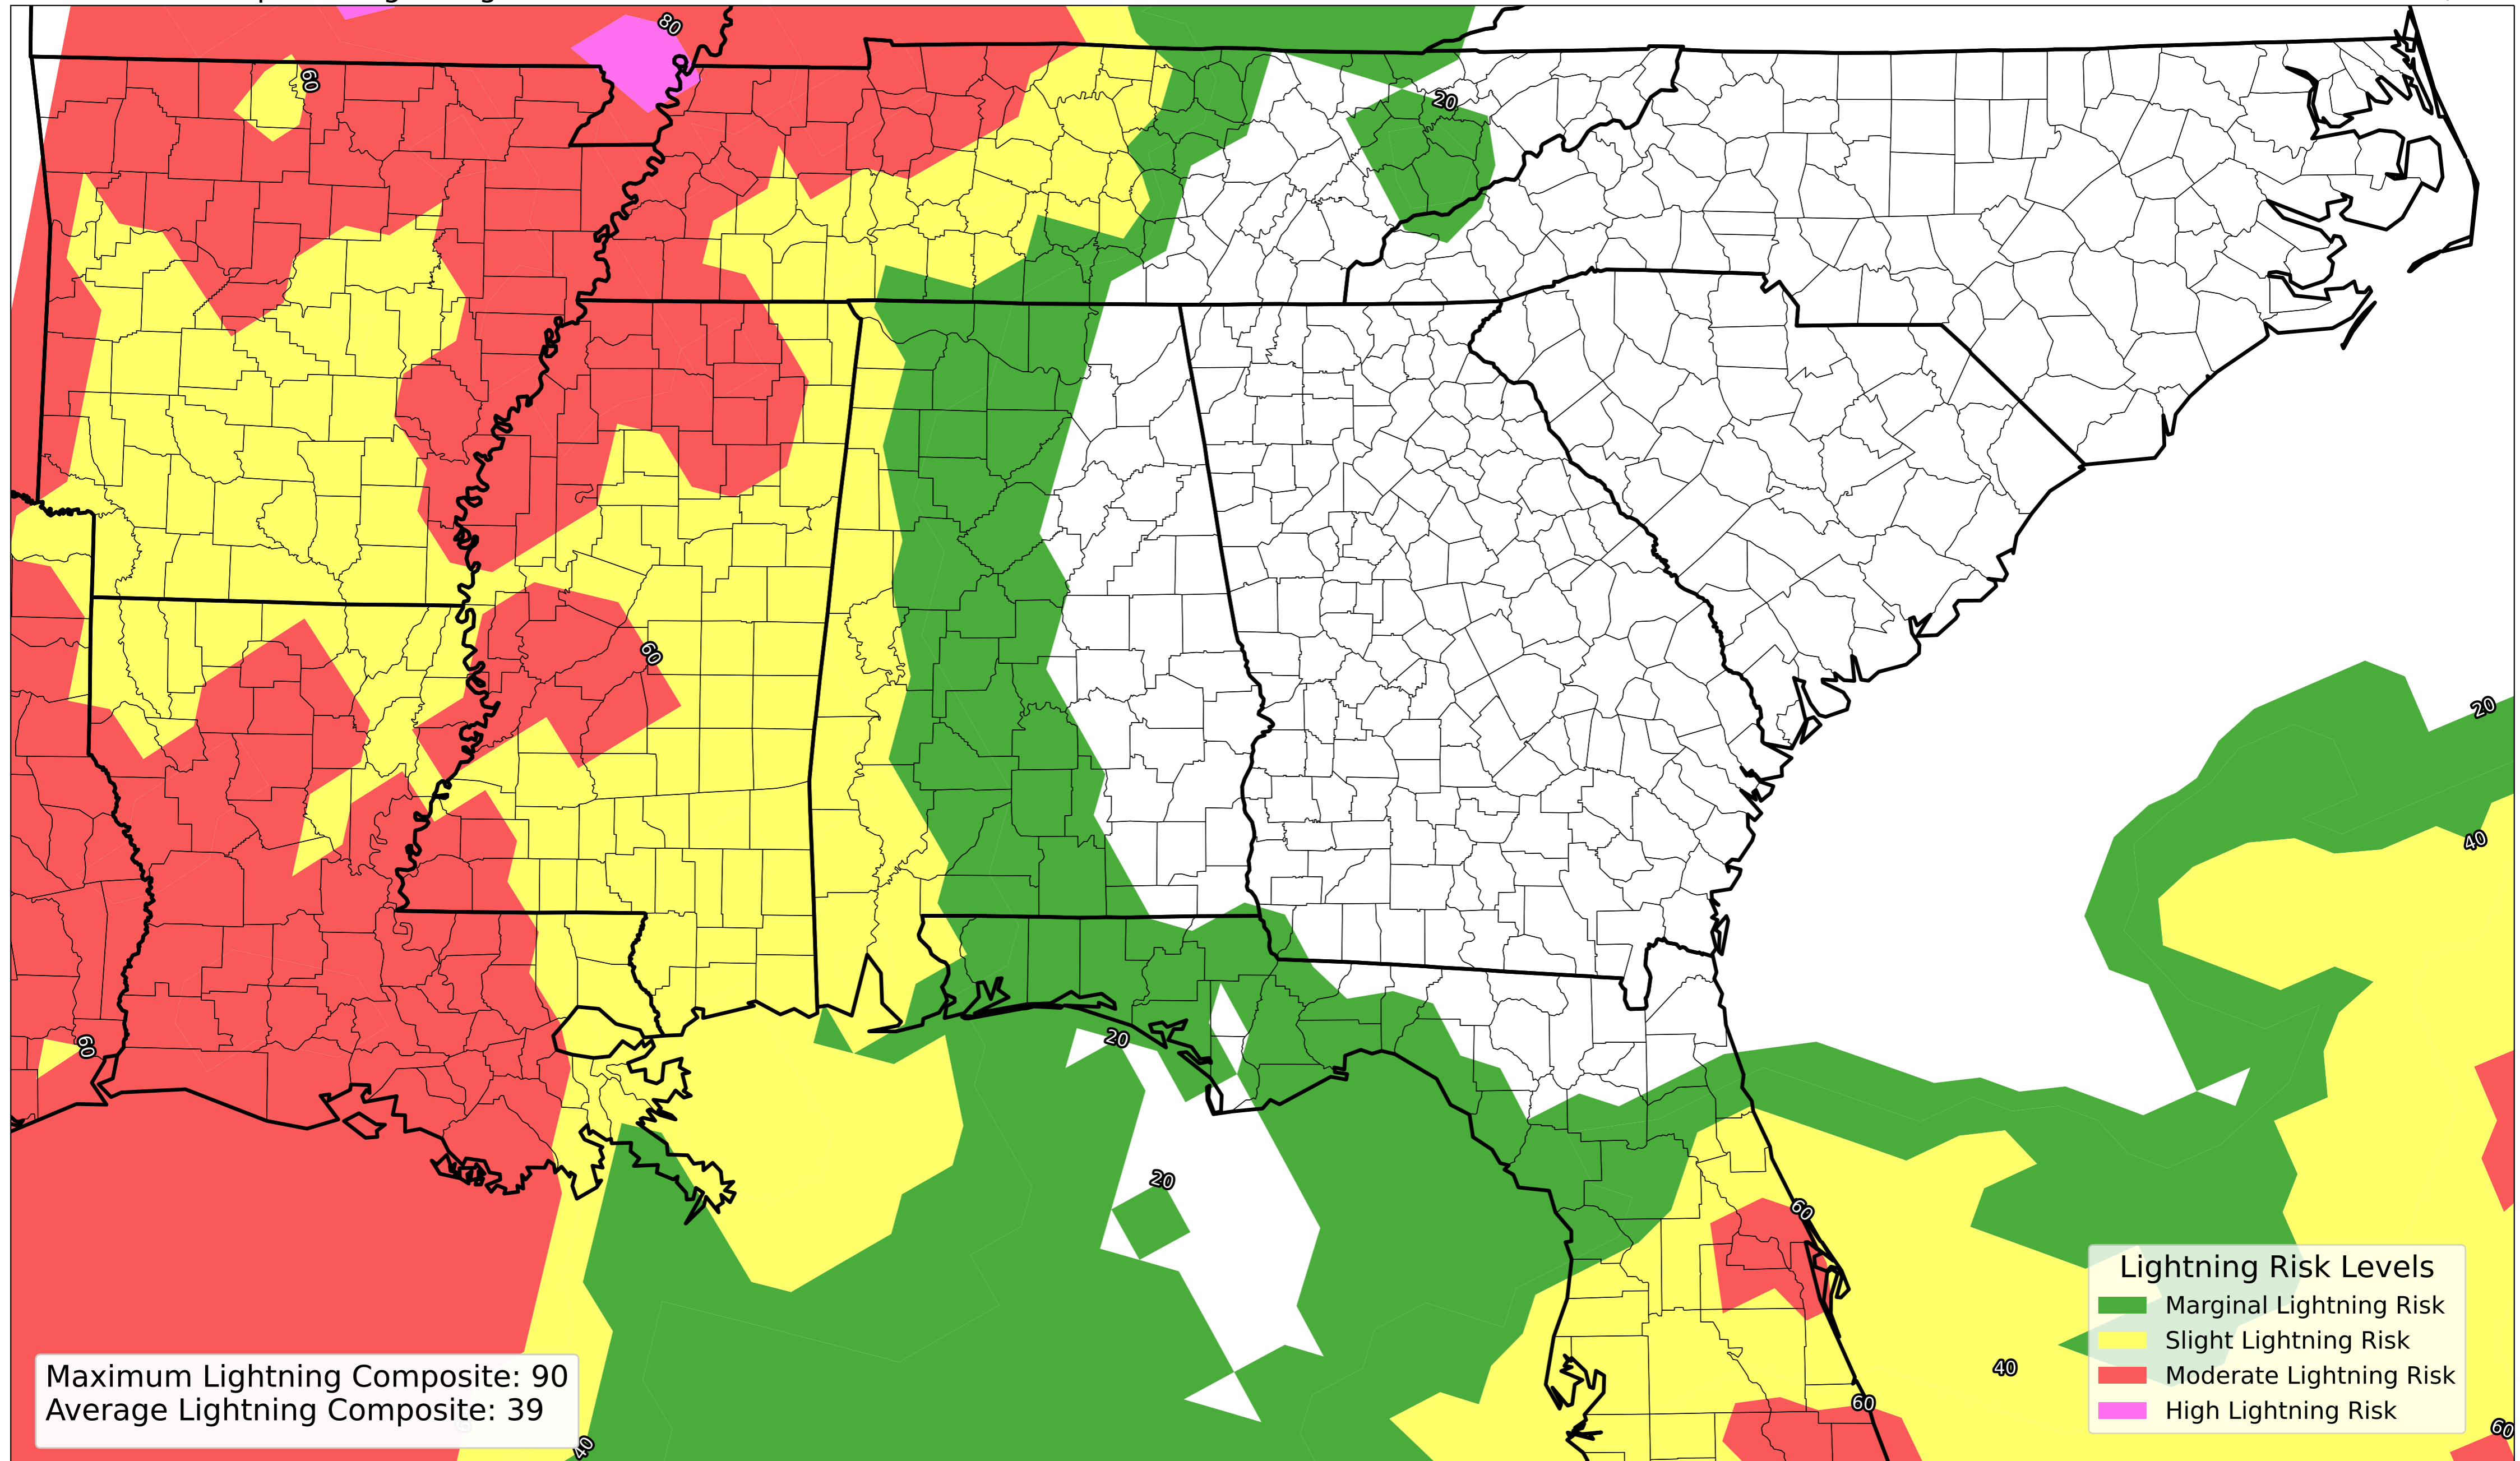 80
60
20
60
20
40
60
20
20
60
Lightning Risk Levels
Marginal Lightning Risk
Slight Lightning Risk
Moderate Lightning Risk
High Lightning Risk
40
60
60
40
Maximum Lightning Composite: 90
Average Lightning Composite: 39